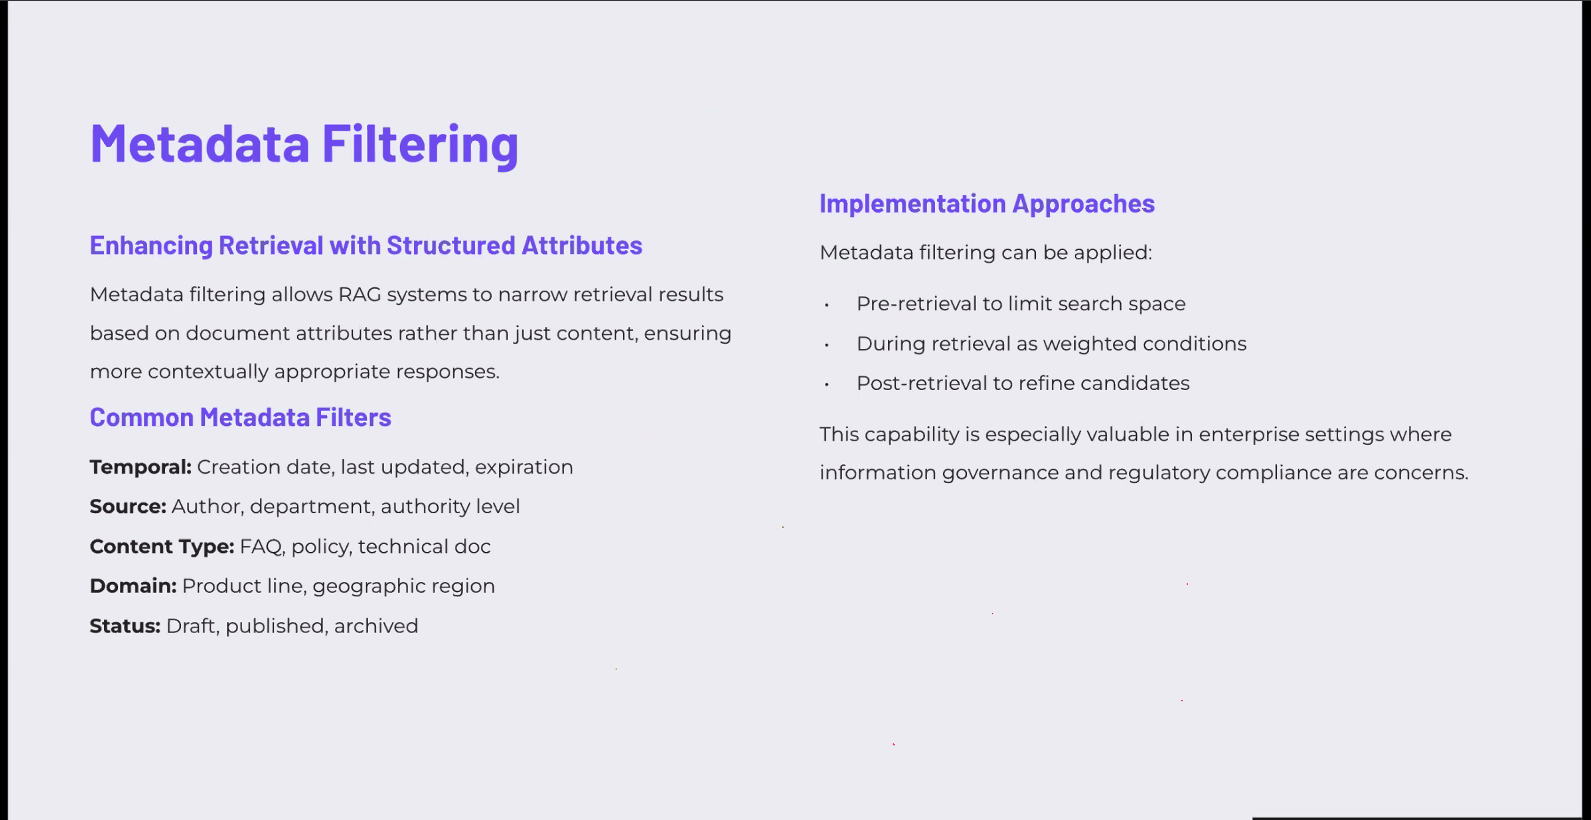 Metadata Filtering
Enhancing Retrieval with Structured Attributes
Metadata filtering allows RAG systems to narrow retrieval results
based on document attributes rather than just content, ensuring
more contextually appropriate responses.
Common Metadata Filters
Temporal: Creation date, last updated, expiration
Source: Author, department, authority level
Content Type: FAQ, policy, technical doc
Domain: Product line, geographic region
Status: Draft, published, archived
Implementation Approaches
Metadata filtering can be applied:
• Pre-retrieval to limit search space
• During retrieval as weighted conditions
• Post-retrieval to refine candidates
This capability is especially valuable in enterprise settings where
information governance and regulatory compliance are concerns.